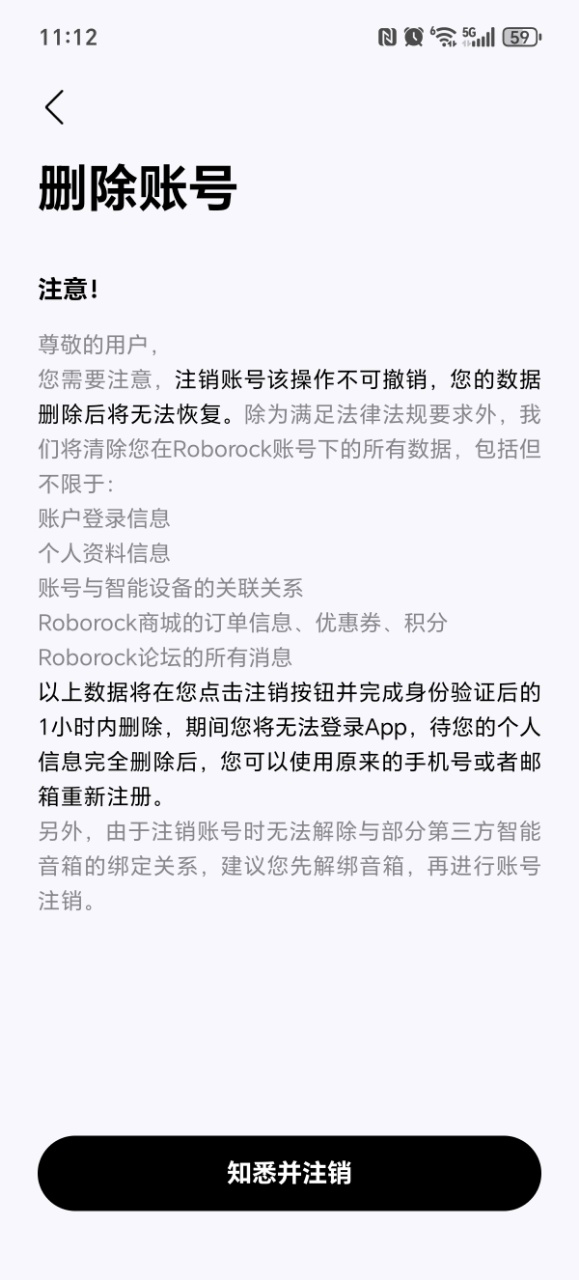 11:12
6 5G 59
删除账号
注意！
尊敬的用户，
您需要注意，注销账号该操作不可撤销，您的数据
删除后将无法恢复。除为满足法律法规要求外，我
们将清除您在Roborock账号下的所有数据，包括但
不限于：
账户登录信息
个人资料信息
账号与智能设备的关联关系
Roborock商城的订单信息、优惠券、积分
Roborock论坛的所有消息
以上数据将在您点击注销按钮并完成身份验证后的
1小时内删除，期间您将无法登录App，待您的个人
信息完全删除后，您可以使用原来的手机号或者邮
箱重新注册。
另外，由于注销账号时无法解除与部分第三方智能
音箱的绑定关系，建议您先解绑音箱，再进行账号
注销。
知悉并注销